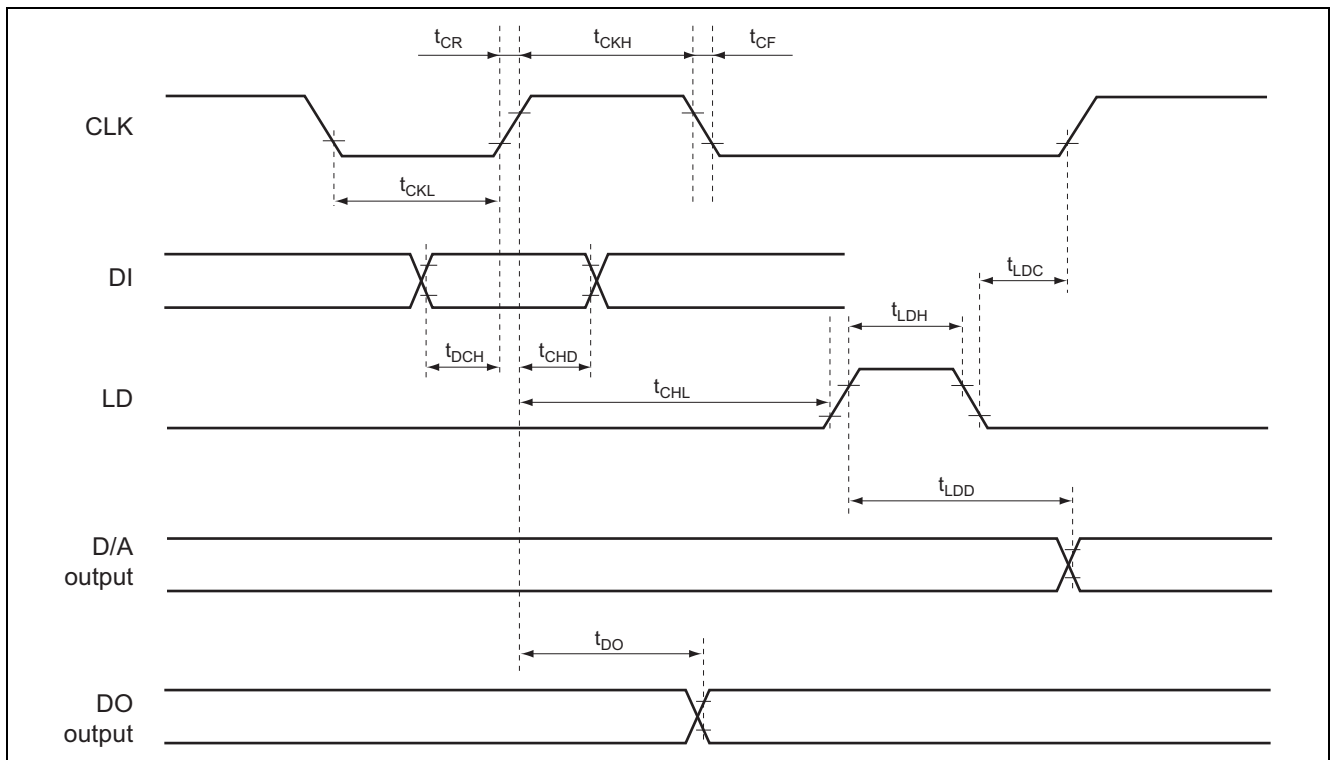 tCR
tCKH
tCF
CLK
tCKL
DI
tLDC
tLDH
tDCH
tCHD
LD
tCHL
tLDD
D/A
output
tDO
DO
output